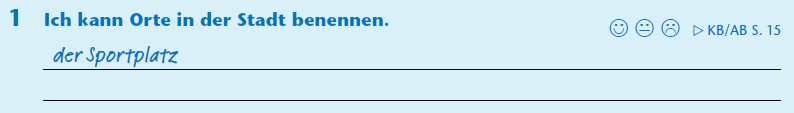 1 Ich kann Orte in der Stadt benennen.
▷ KB/AB S. 15
der Sportplatz